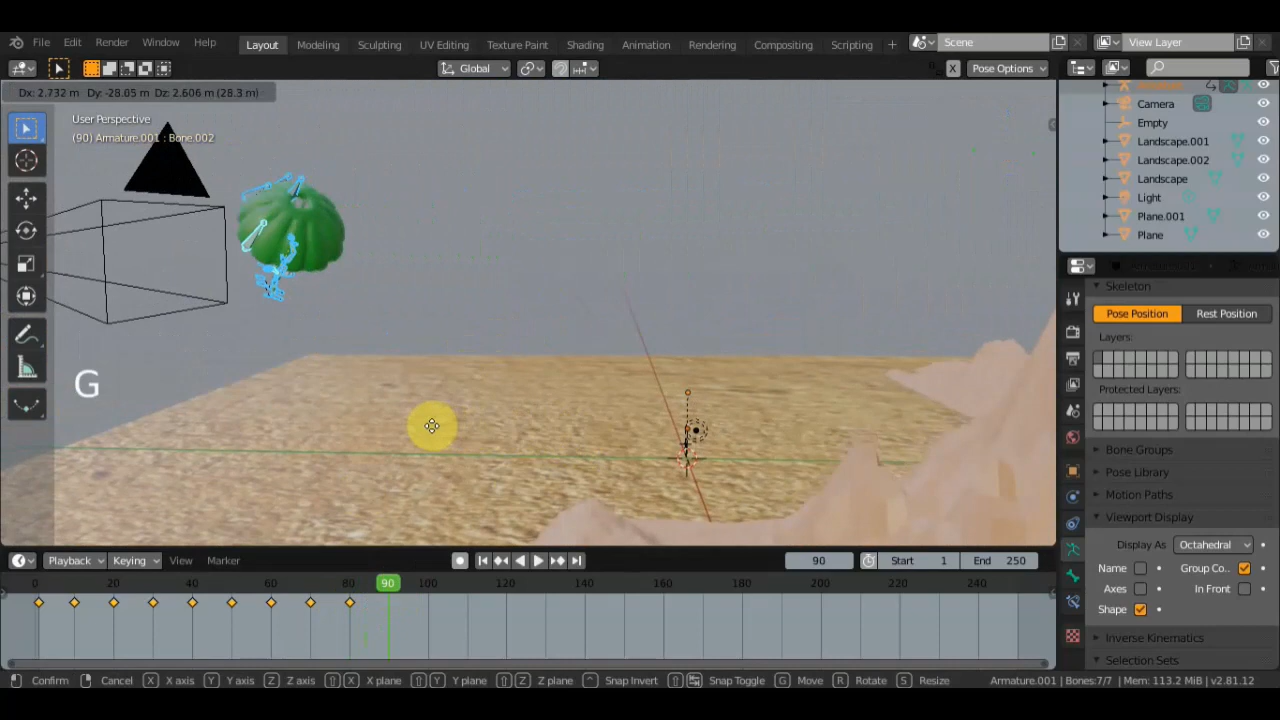 File Edit Render Window Help Layout Modeling Sculpting UV Editing Texture Paint Shading Animation Rendering Compositing Scripting + Scene View Layer
Global X Pose Options
Dx: 2.732 m Dy: -28.05 m Dz: 2.606 m (28.3 m)
User Perspective
(90) Armature.001 : Bone.002
Camera
Empty
Landscape.001
Landscape.002
Landscape
Light
Plane.001
Plane
G
Skeleton
Pose Position Rest Position
Layers:
Protected Layers:
Bone Groups
Pose Library
Motion Paths
Viewport Display
Display As Octahedral
Name Group Co..
Axes In Front
Shape
Inverse Kinematics
Selection Sets
Playback Keying View Marker 90 Start 1 End 250
0 20 40 60 80 90 100 120 140 160 180 200 220 240
Confirm Cancel X X axis Y Y axis Z Z axis X X plane Y Y plane Z Z plane ^ Snap Invert Snap Toggle G Move R Rotate S Resize Armature.001 | Bones:7/7 | Mem: 113.2 MiB | v2.81.12